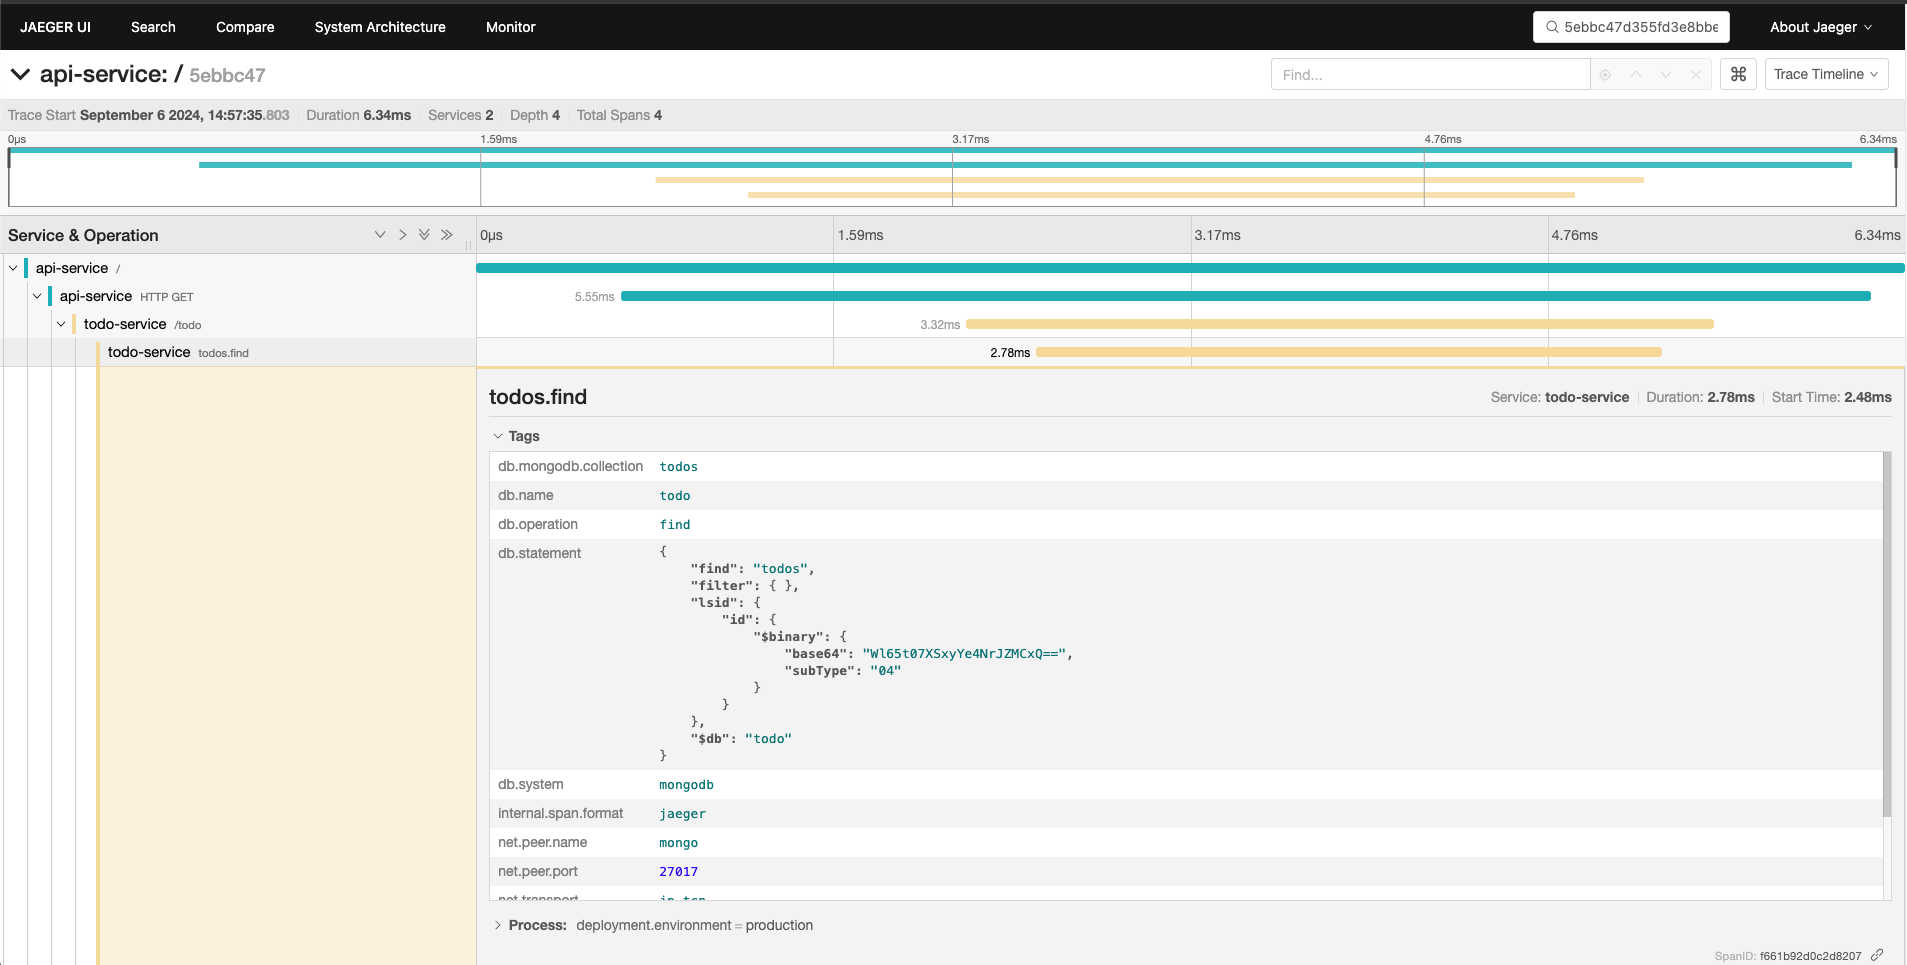 JAEGER UI Search Compare System Architecture Monitor 5ebbc47d355fd3e8bbe About Jaeger
api-service: / 5ebbc47 Find... ⌘ Trace Timeline
Trace Start September 6 2024, 14:57:35.803 Duration 6.34ms Services 2 Depth 4 Total Spans 4
0μs 1.59ms 3.17ms 4.76ms 6.34ms
Service & Operation 0μs 1.59ms 3.17ms 4.76ms 6.34ms
api-service /
api-service HTTP GET 5.55ms
todo-service /todo 3.32ms
todo-service todos.find 2.78ms
todos.find Service: todo-service Duration: 2.78ms Start Time: 2.48ms
Tags
db.mongodb.collection todos
db.name todo
db.operation find
db.statement {
"find": "todos",
"filter": { },
"lsid": {
"id": {
"$binary": {
"base64": "Wl65t07XSxyYe4NrJZMCxQ==",
"subType": "04"
}
}
},
"$db": "todo"
}
db.system mongodb
internal.span.format jaeger
net.peer.name mongo
net.peer.port 27017
net.transport ip_tcp
Process: deployment.environment = production
SpanID: f661b92d0c2d8207